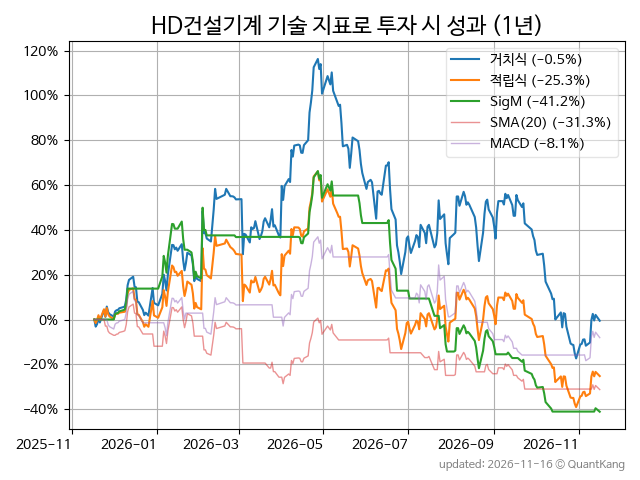 HD건설기계 기술 지표로 투자 시 성과 (1년)
120%
100%
80%
60%
40%
20%
0%
−20%
−40%
거치식 (−0.5%)
적립식 (−25.3%)
SigM (−41.2%)
SMA(20) (−31.3%)
MACD (−8.1%)
2025-11 2026-01 2026-03 2026-05 2026-07 2026-09 2026-11
updated: 2026-11-16 © QuantKang